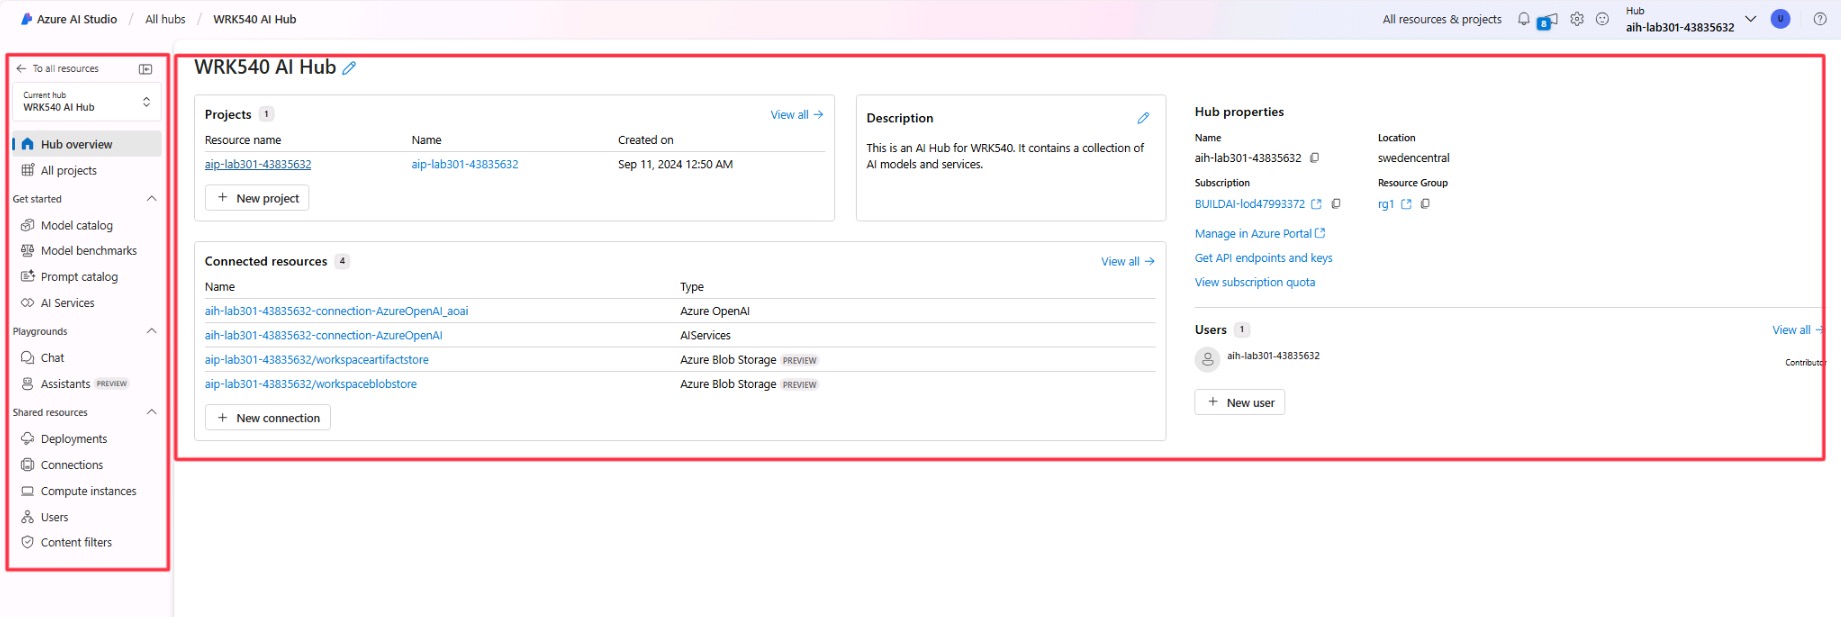 Azure AI Studio / All hubs / WRK540 AI Hub
All resources & projects
8
Hub
aih-lab301-43835632
U
To all resources
Current hub
WRK540 AI Hub
Hub overview
All projects
Get started
Model catalog
Model benchmarks
Prompt catalog
AI Services
Playgrounds
Chat
Assistants PREVIEW
Shared resources
Deployments
Connections
Compute instances
Users
Content filters
WRK540 AI Hub
Projects 1
View all
Resource name Name Created on
aip-lab301-43835632 aip-lab301-43835632 Sep 11, 2024 12:50 AM
+ New project
Description
This is an AI Hub for WRK540. It contains a collection of
AI models and services.
Connected resources 4
View all
Name Type
aih-lab301-43835632-connection-AzureOpenAI_aoai Azure OpenAI
aih-lab301-43835632-connection-AzureOpenAI AIServices
aip-lab301-43835632/workspaceartifactstore Azure Blob Storage PREVIEW
aip-lab301-43835632/workspaceblobstore Azure Blob Storage PREVIEW
+ New connection
Hub properties
Name Location
aih-lab301-43835632 swedencentral
Subscription Resource Group
BUILDAI-lod47993372 rg1
Manage in Azure Portal
Get API endpoints and keys
View subscription quota
Users 1
View all
aih-lab301-43835632
Contributor
+ New user